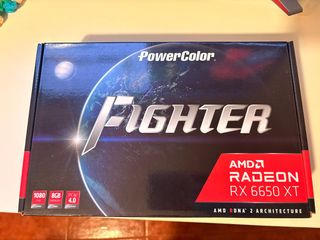 PowerColor
FIGHTER
AMD
RADEON
RX 6650 XT
1080
8GB
4.0
AMD RDNA 2 ARCHITECTURE